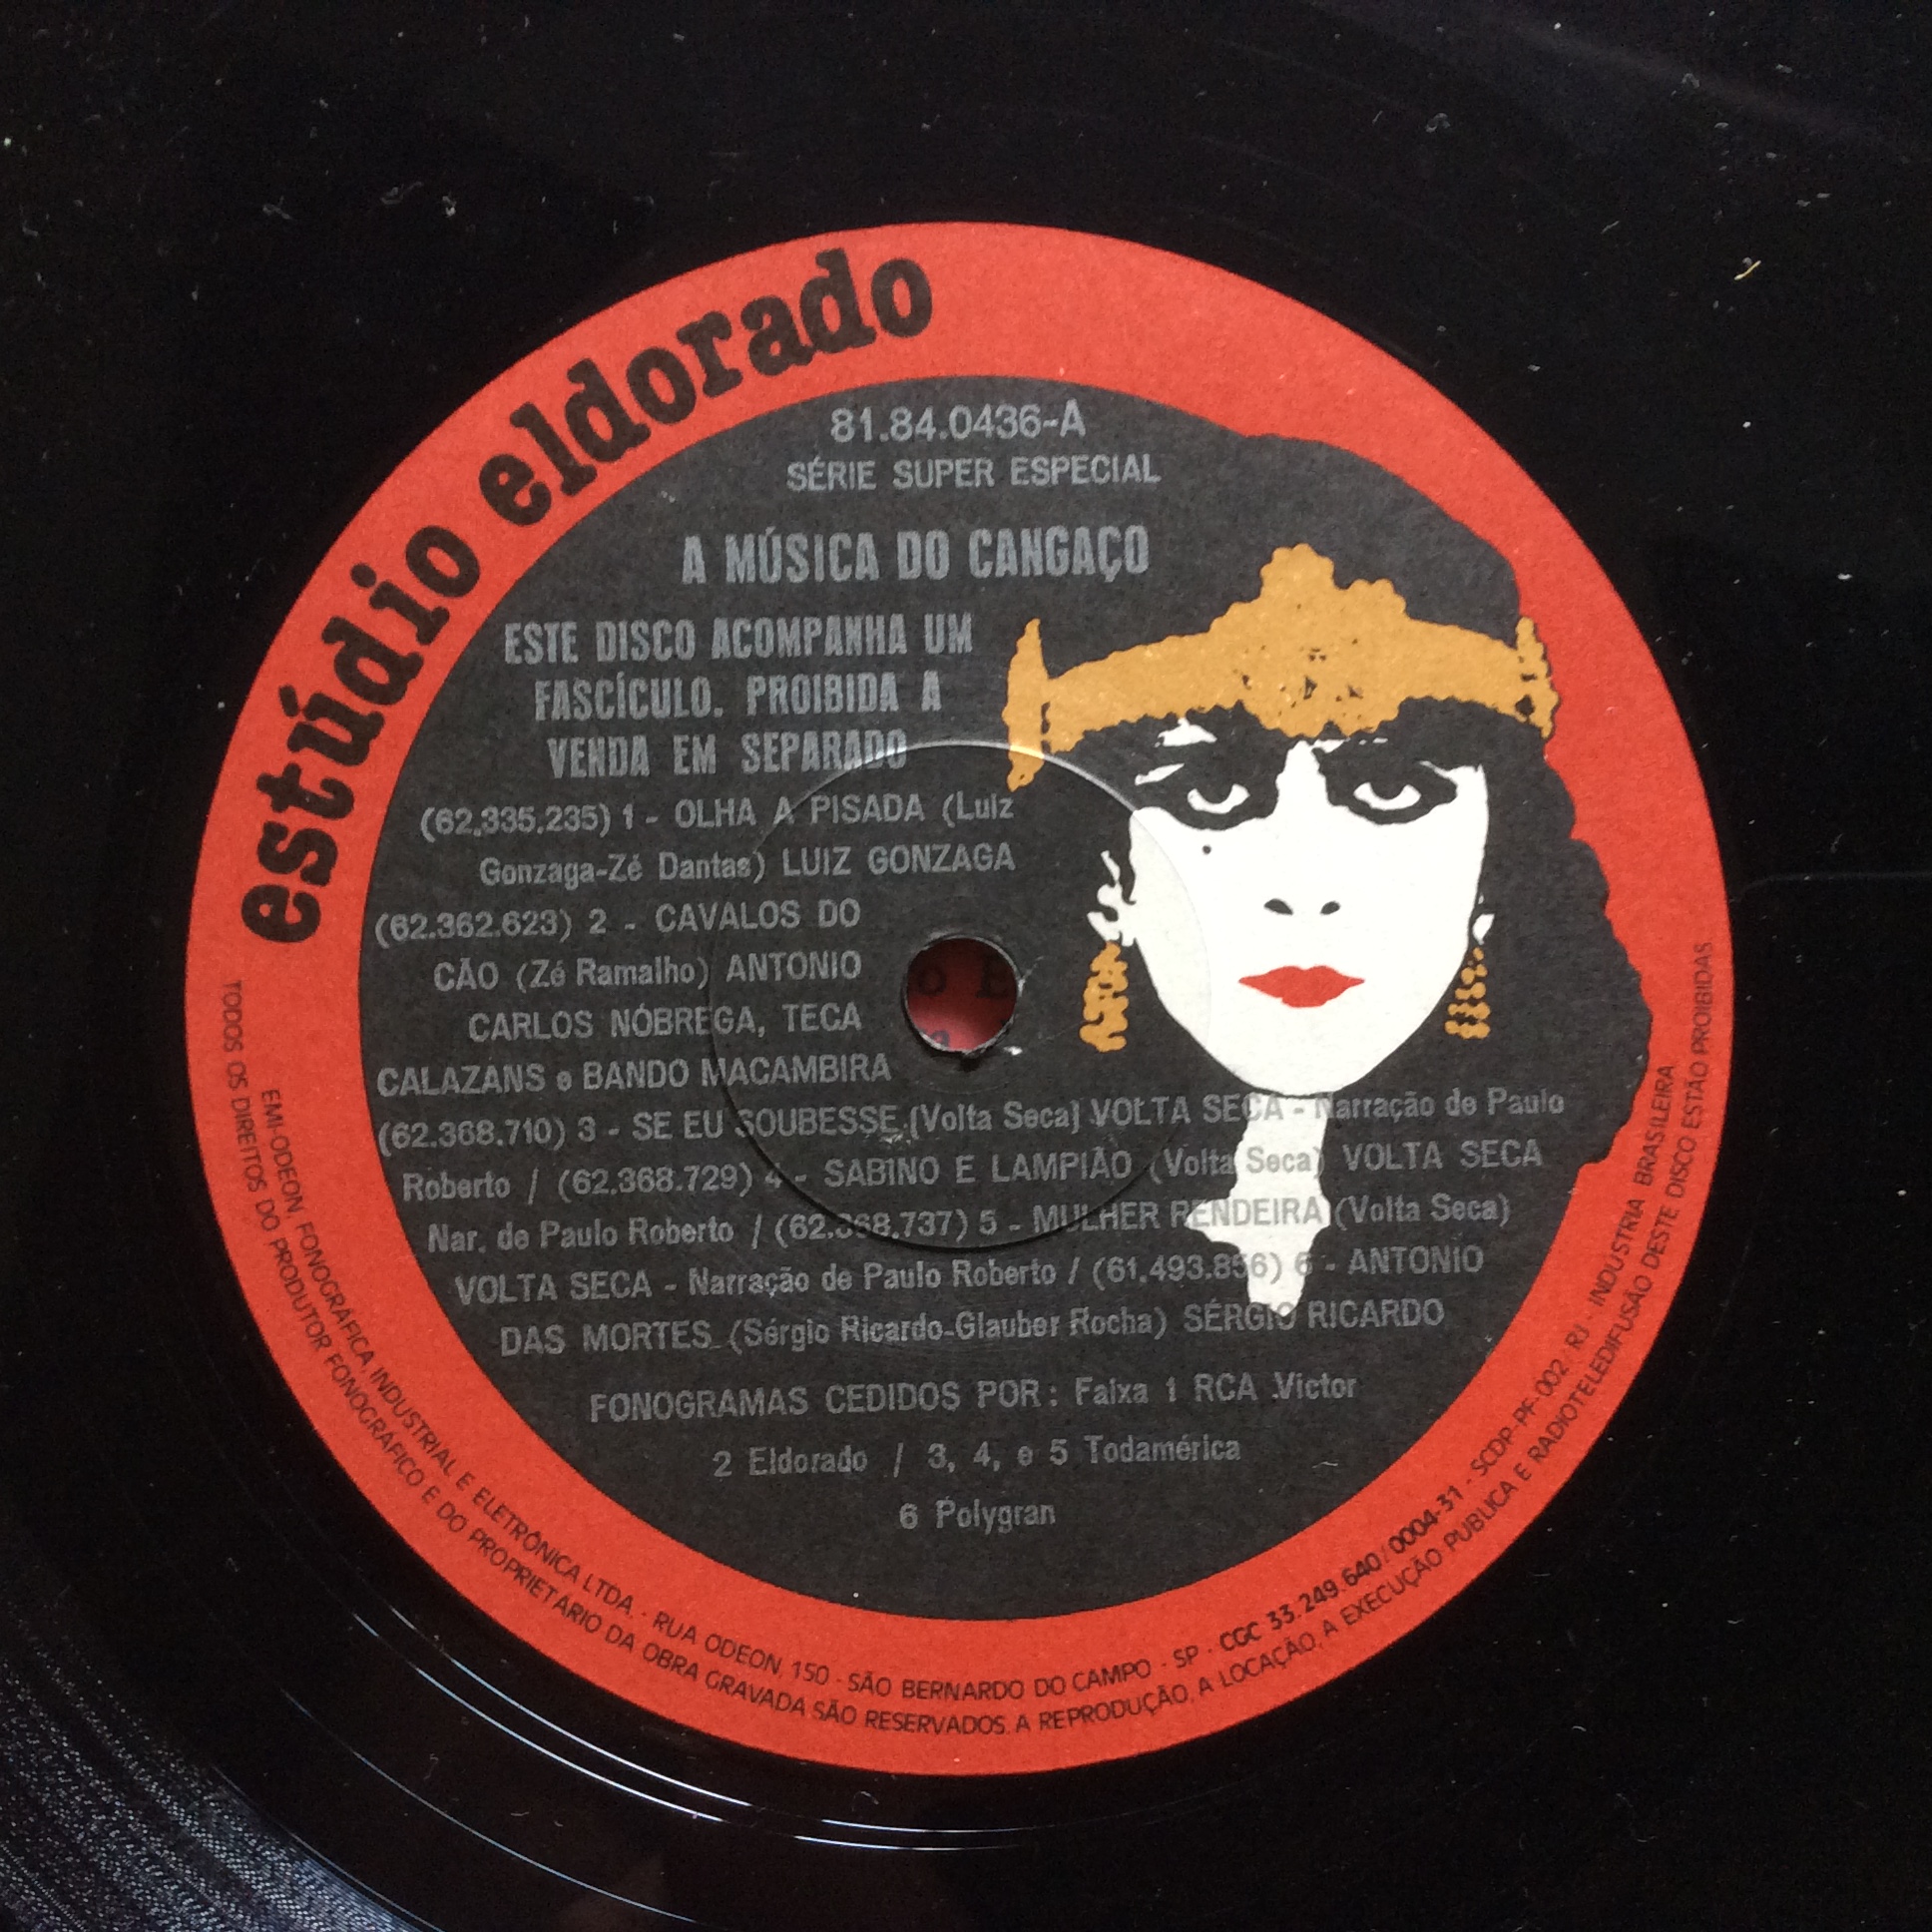 estúdio eldorado
81.84.0436-A
SÉRIE SUPER ESPECIAL
A MÚSICA DO CANGAÇO
ESTE DISCO ACOMPANHA UM
FASCÍCULO. PROIBIDA A
VENDA EM SEPARADO
(62.335.235) 1 - OLHA A PISADA (Luiz
Gonzaga-Zé Dantas) LUIZ GONZAGA
(62.362.623) 2 - CAVALOS DO
CÃO (Zé Ramalho) ANTONIO
CARLOS NÓBREGA, TECA
CALAZANS e BANDO MACAMBIRA
(62.368.710) 3 - SE EU SOUBESSE (Volta Seca) VOLTA SECA - Narração de Paulo
Roberto / (62.368.729) 4 - SABINO E LAMPIÃO (Volta Seca) VOLTA SECA
Nar. de Paulo Roberto / (62.368.737) 5 - MULHER RENDEIRA (Volta Seca)
VOLTA SECA - Narração de Paulo Roberto / (61.493.856) 6 - ANTONIO
DAS MORTES (Sérgio Ricardo-Glauber Rocha) SÉRGIO RICARDO
FONOGRAMAS CEDIDOS POR: Faixa 1 RCA Victor
2 Eldorado / 3, 4, e 5 Todamérica
6 Polygran
EMI-ODEON, FONOGRÁFICA INDUSTRIAL E ELETRÔNICA LTDA. · RUA ODEON, 150 · SÃO BERNARDO DO CAMPO · SP · CGC 33.249.640/0004-31 · SCDP-PF-002/RJ · INDUSTRIA BRASILEIRA
TODOS OS DIREITOS DO PRODUTOR FONOGRÁFICO E DO PROPRIETÁRIO DA OBRA GRAVADA SÃO RESERVADOS. A REPRODUÇÃO, A LOCAÇÃO, A EXECUÇÃO PÚBLICA E RADIOTELEDIFUSÃO DESTE DISCO ESTÃO PROIBIDAS